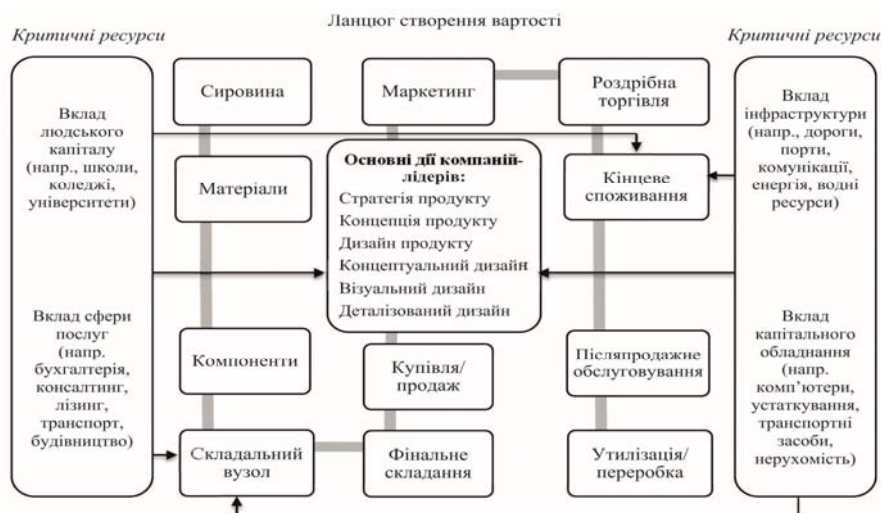 Ланцюг створення вартості
Критичні ресурси
Вклад
людського
капіталу
(напр., школи,
коледжі,
університети)
Вклад сфери
послуг
(напр.
бухгалтерія,
консалтинг,
лізинг,
транспорт,
будівництво)
Сировина
Матеріали
Компоненти
Складальний
вузол
Маркетинг
Основні дії компаній-
лідерів:
Стратегія продукту
Концепція продукту
Дизайн продукту
Концептуальний дизайн
Візуальний дизайн
Деталізований дизайн
Купівля/
продаж
Фінальне
складання
Роздрібна
торгівля
Кінцеве
споживання
Післяпродажне
обслуговування
Утилізація/
переробка
Критичні ресурси
Вклад
інфраструктури
(напр., дороги,
порти,
комунікації,
енергія, водні
ресурси)
Вклад
капітального
обладнання
(напр.
комп’ютери,
устаткування,
транспортні
засоби,
нерухомість)